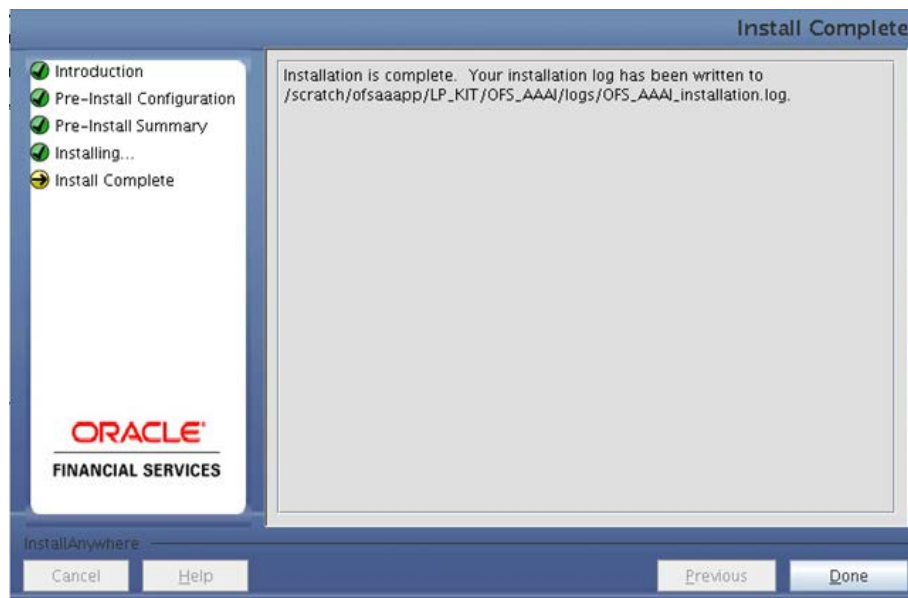 Install Complete
Introduction
Pre-Install Configuration
Pre-Install Summary
Installing...
Install Complete
Installation is complete. Your installation log has been written to
/scratch/ofsaaapp/LP_KIT/OFS_AAAI/logs/OFS_AAAI_installation.log.
ORACLE
FINANCIAL SERVICES
InstallAnywhere
Cancel
Help
Previous
Done